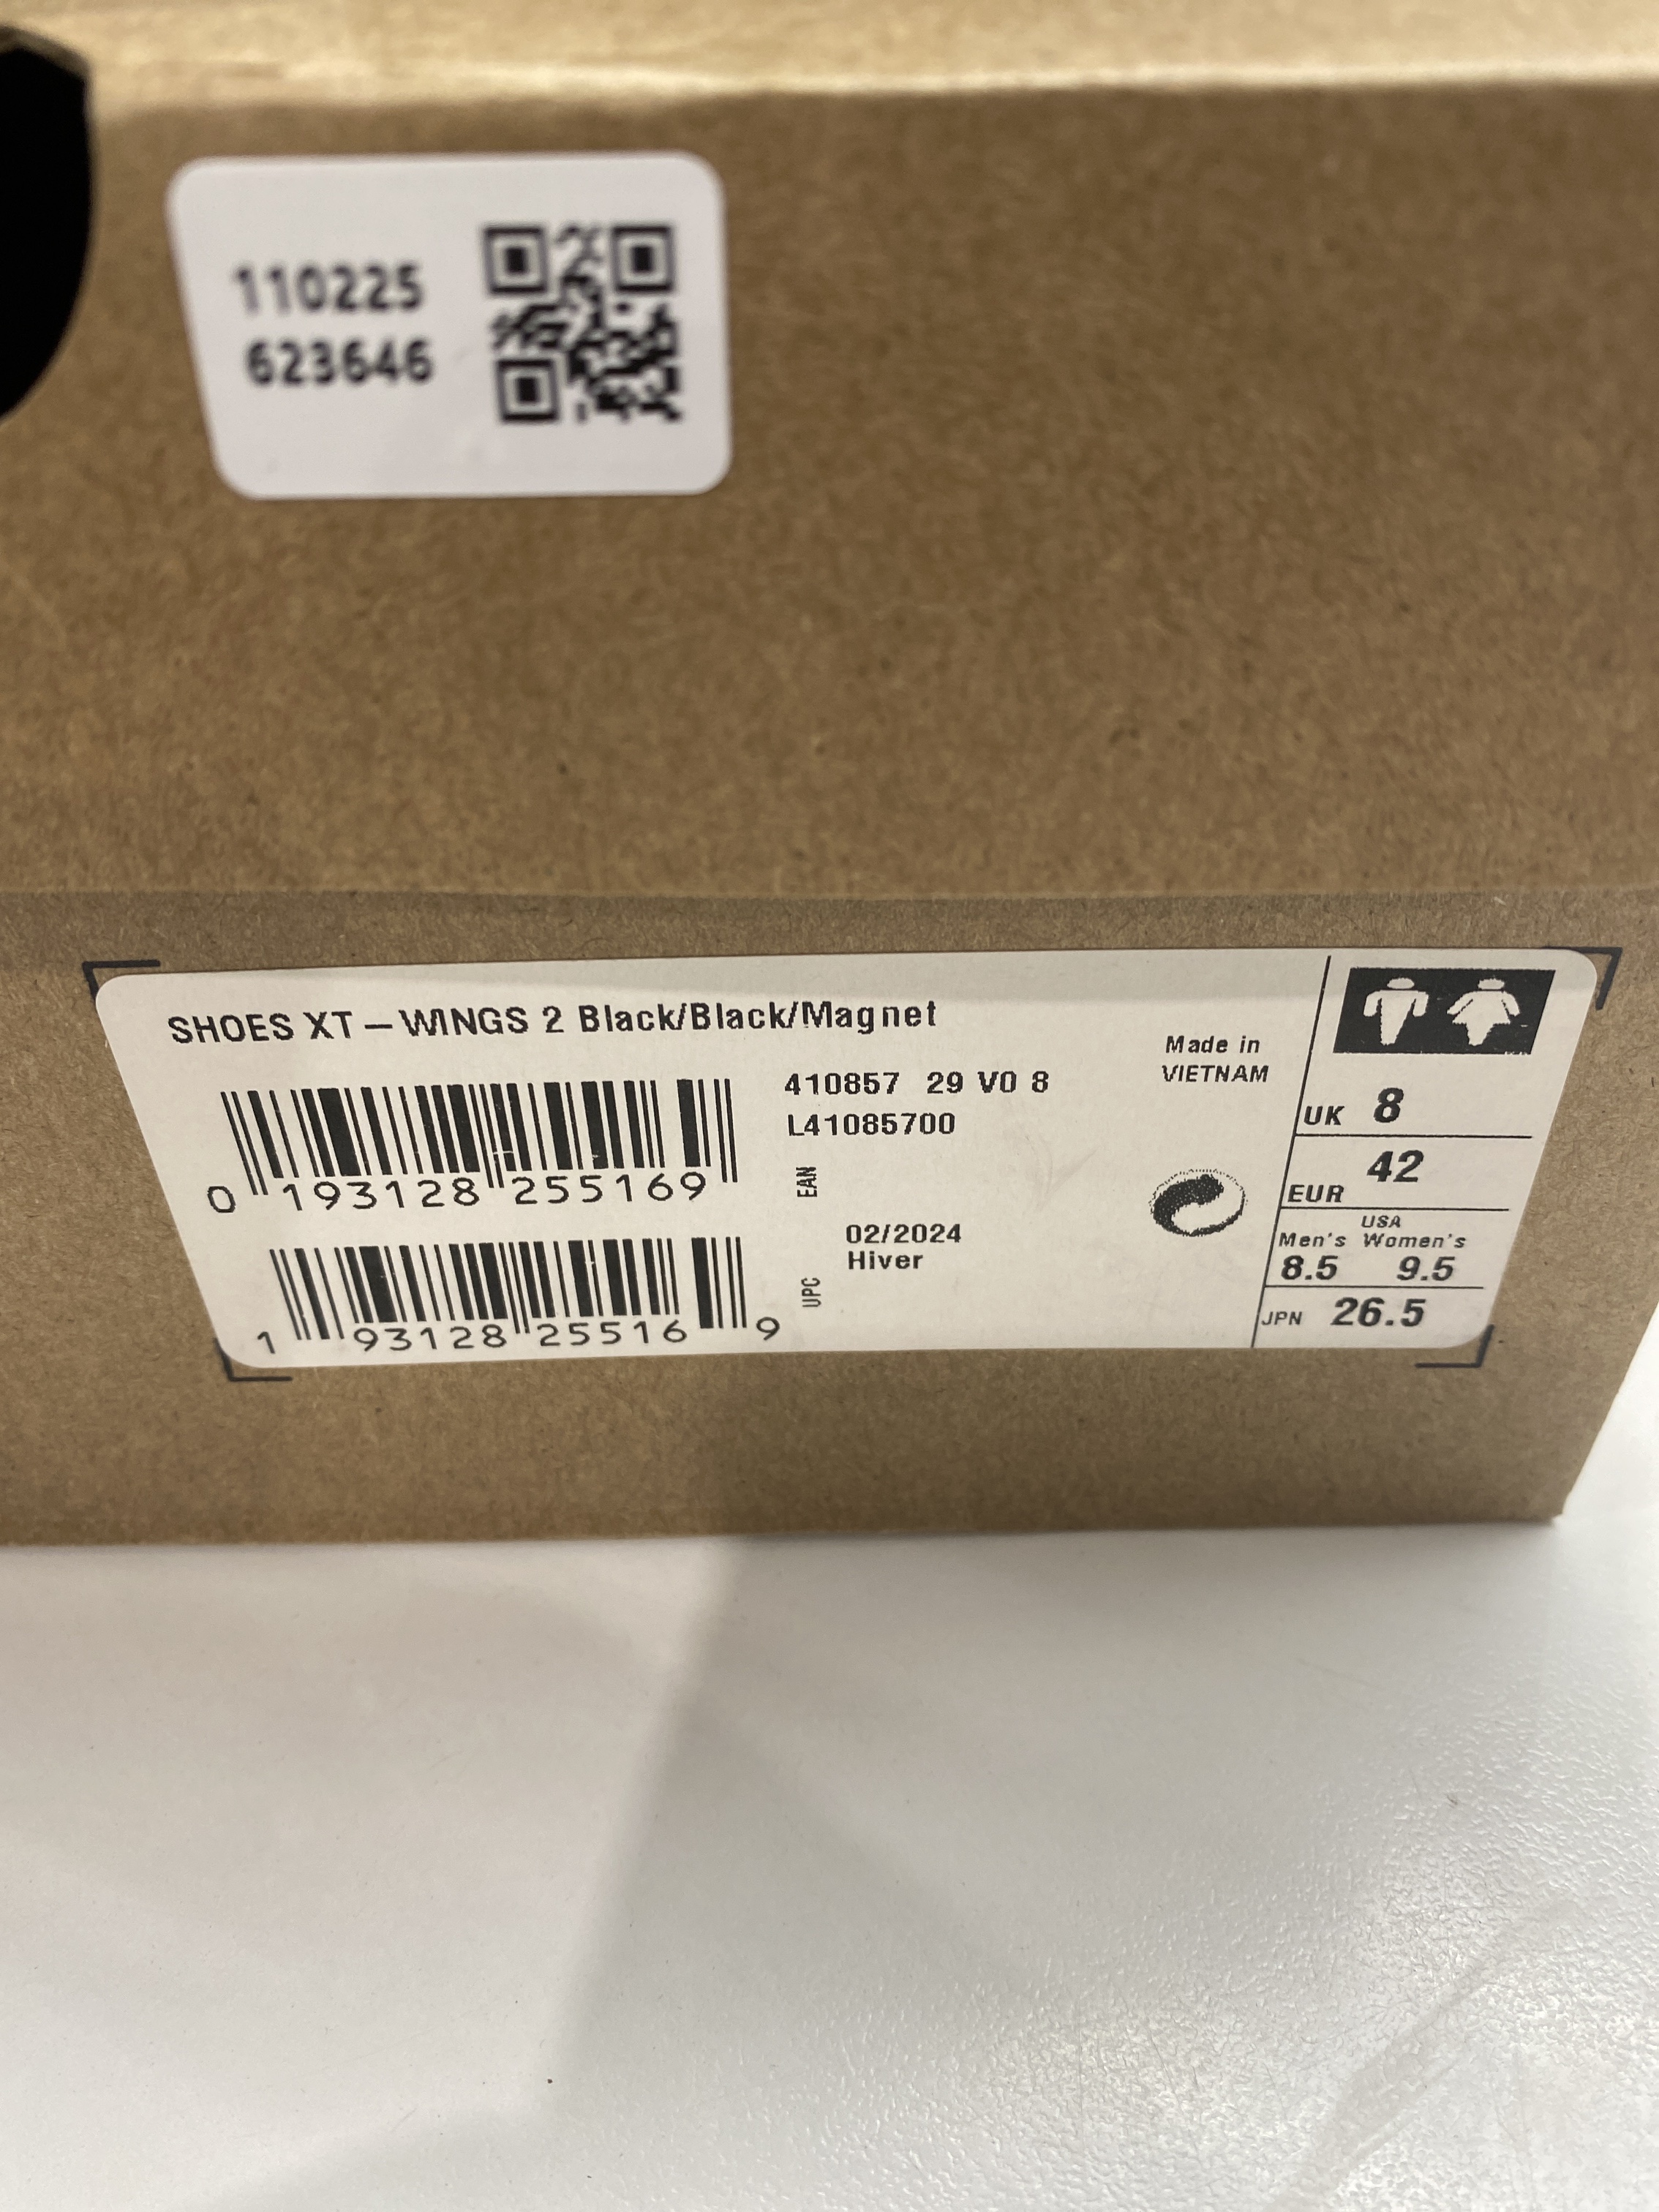 110225
623646
SHOES XT – WINGS 2 Black/Black/Magnet
410857 29 V0 8
L41085700
Made in
VIETNAM
0 193128 255169
EAN
02/2024
Hiver
1 93128 25516 9
UPC
UK 8
EUR 42
USA
Men's Women's
8.5 9.5
JPN 26.5